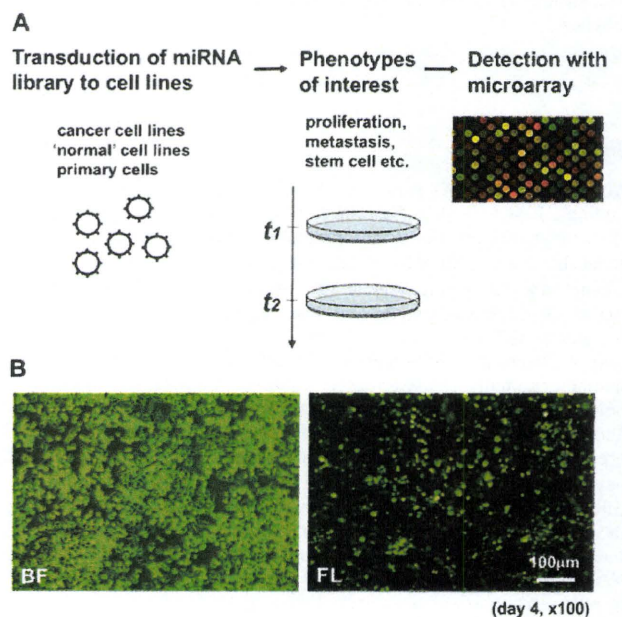 A
Transduction of miRNA
library to cell lines
Phenotypes
of interest
Detection with
microarray
cancer cell lines
'normal' cell lines
primary cells
proliferation,
metastasis,
stem cell etc.
t1
t2
B
BF
FL
100μm
(day 4, x100)